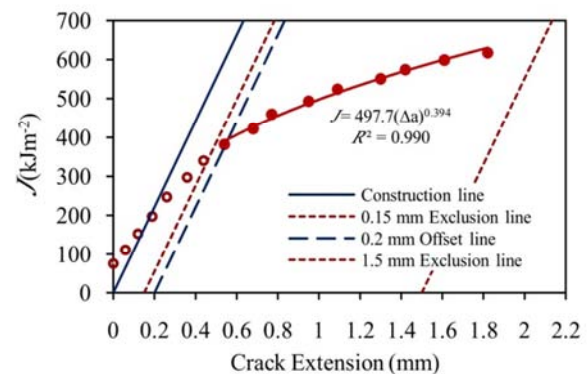 700
600
500
400
300
200
100
0
J (kJm⁻²)
J = 497.7(Δa)^0.394
R² = 0.990
Construction line
0.15 mm Exclusion line
0.2 mm Offset line
1.5 mm Exclusion line
0 0.2 0.4 0.6 0.8 1 1.2 1.4 1.6 1.8 2 2.2
Crack Extension (mm)